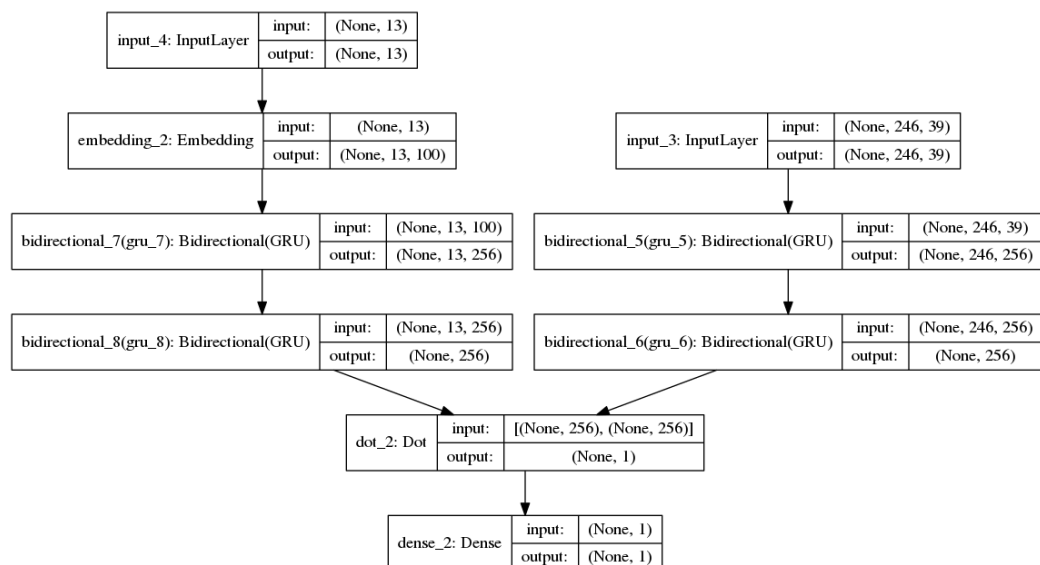 input_4: InputLayer
input: (None, 13)
output: (None, 13)
embedding_2: Embedding
input: (None, 13)
output: (None, 13, 100)
input_3: InputLayer
input: (None, 246, 39)
output: (None, 246, 39)
bidirectional_7(gru_7): Bidirectional(GRU)
input: (None, 13, 100)
output: (None, 13, 256)
bidirectional_5(gru_5): Bidirectional(GRU)
input: (None, 246, 39)
output: (None, 246, 256)
bidirectional_8(gru_8): Bidirectional(GRU)
input: (None, 13, 256)
output: (None, 256)
bidirectional_6(gru_6): Bidirectional(GRU)
input: (None, 246, 256)
output: (None, 256)
dot_2: Dot
input: [(None, 256), (None, 256)]
output: (None, 1)
dense_2: Dense
input: (None, 1)
output: (None, 1)